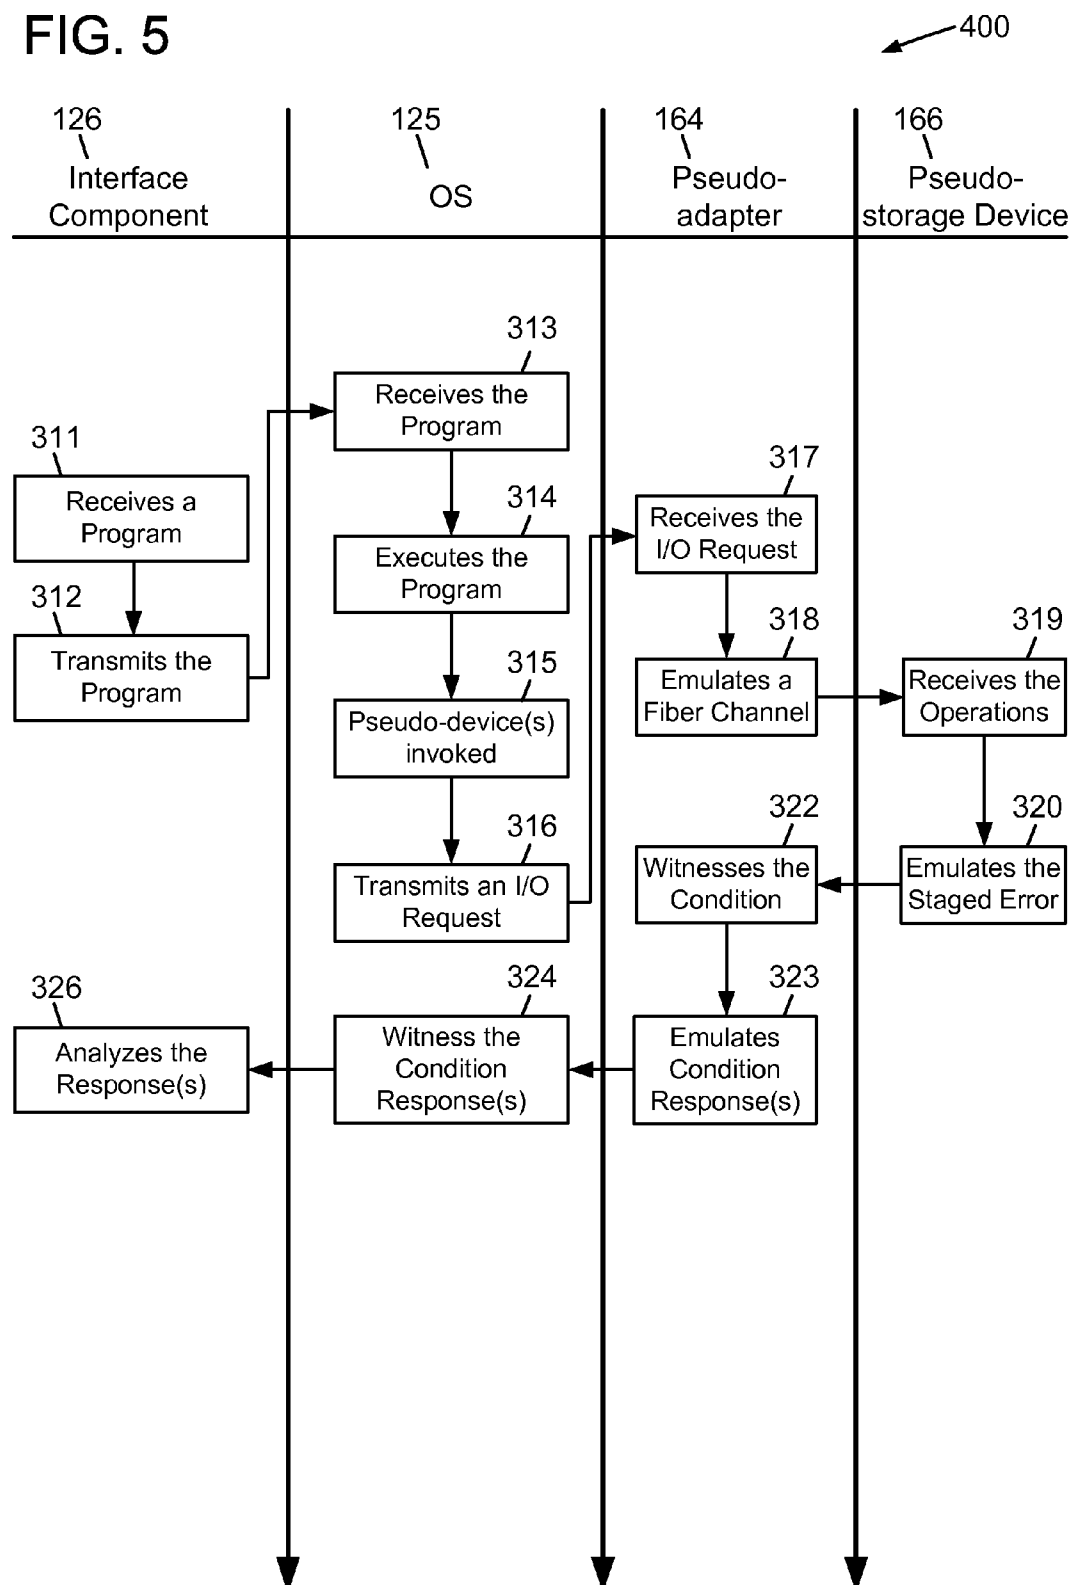 FIG. 5
400
126
Interface
Component
125
OS
164
Pseudo-
adapter
166
Pseudo-
storage Device
311
Receives a
Program
312
Transmits the
Program
313
Receives the
Program
314
Executes the
Program
315
Pseudo-device(s)
invoked
316
Transmits an I/O
Request
317
Receives the
I/O Request
318
Emulates a
Fiber Channel
319
Receives the
Operations
320
Emulates the
Staged Error
322
Witnesses the
Condition
323
Emulates
Condition
Response(s)
324
Witness the
Condition
Response(s)
326
Analyzes the
Response(s)